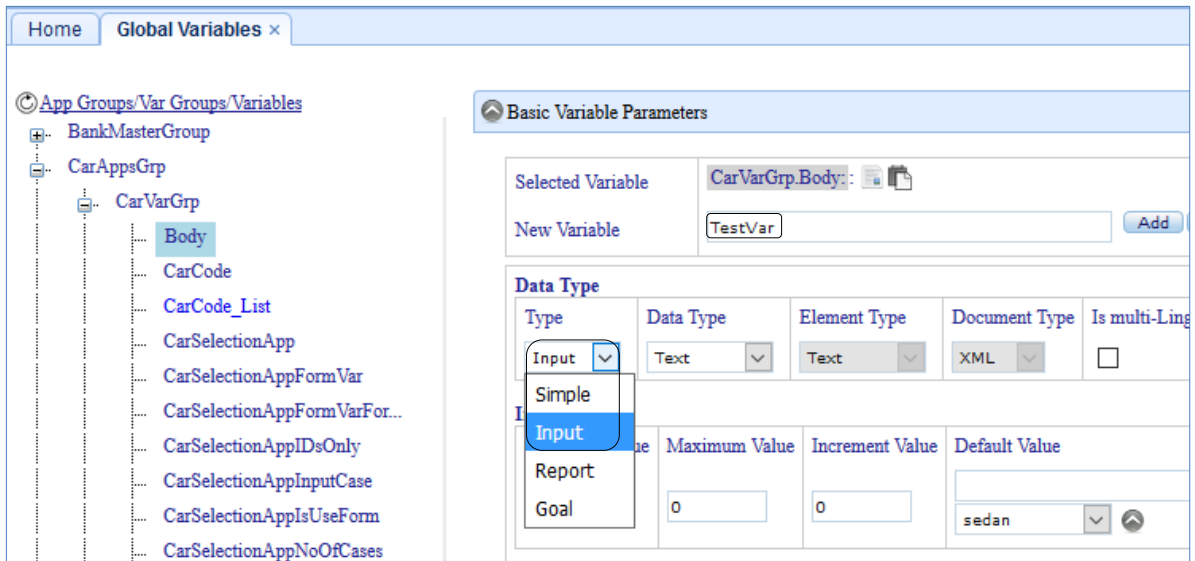 Home
Global Variables ×
App Groups/Var Groups/Variables
BankMasterGroup
CarAppsGrp
CarVarGrp
Body
CarCode
CarCode_List
CarSelectionApp
CarSelectionAppFormVar
CarSelectionAppFormVarFor...
CarSelectionAppIDsOnly
CarSelectionAppInputCase
CarSelectionAppIsUseForm
CarSelectionAppNoOfCases
Basic Variable Parameters
Selected Variable CarVarGrp.Body: :
New Variable TestVar Add
Data Type
Type Data Type Element Type Document Type Is multi-Ling
Input Text Text XML
Simple
Input
Report
Goal
Maximum Value Increment Value Default Value
0 0
sedan